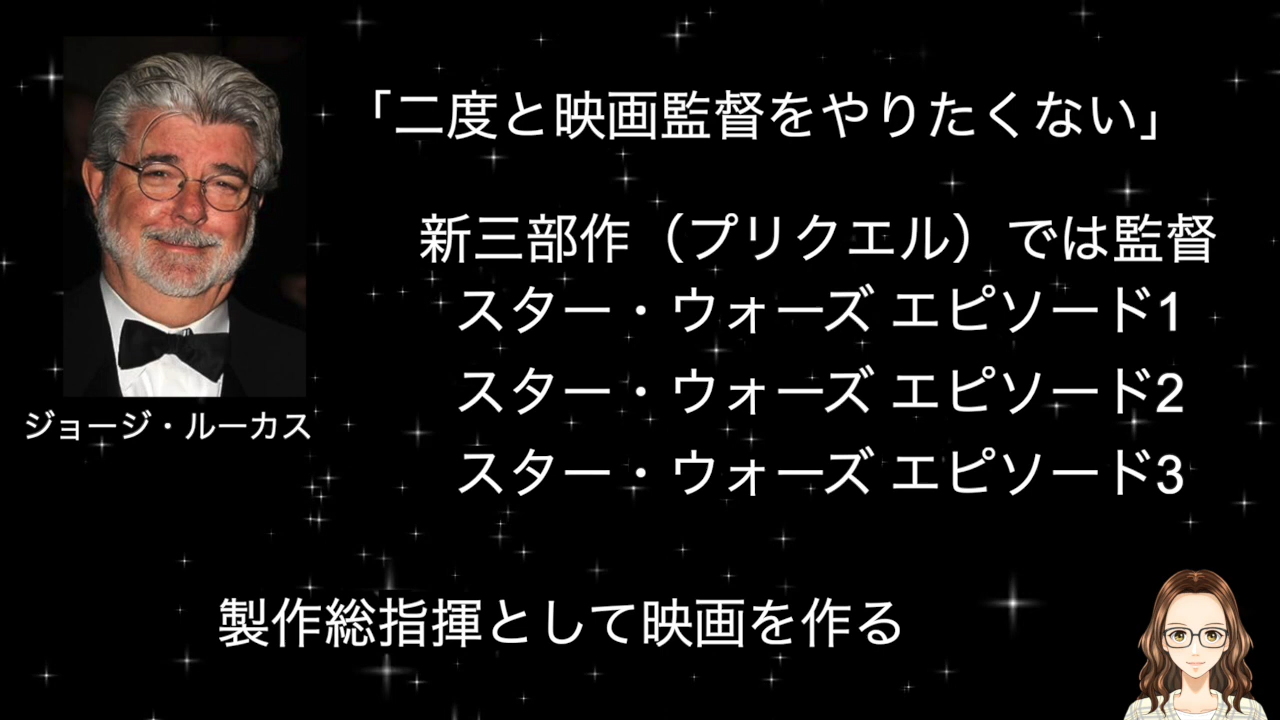 「二度と映画監督をやりたくない」
新三部作（プリクエル）では監督
スター・ウォーズ エピソード1
スター・ウォーズ エピソード2
スター・ウォーズ エピソード3
ジョージ・ルーカス
製作総指揮として映画を作る